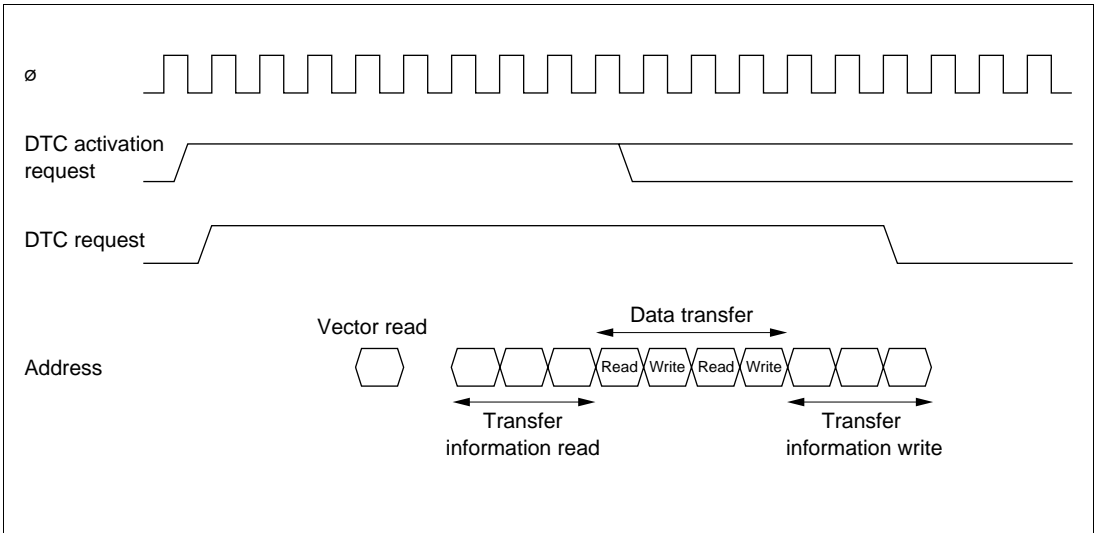 ø
DTC activation
request
DTC request
Vector read
Data transfer
Address
Read Write Read Write
Transfer
information read
Transfer
information write